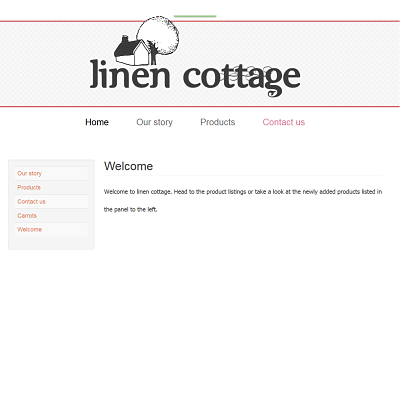 linen cottage
Home Our story Products Contact us
Our story
Products
Contact us
Carrots
Welcome
Welcome
Welcome to linen cottage. Head to the product listings or take a look at the newly added products listed in
the panel to the left.